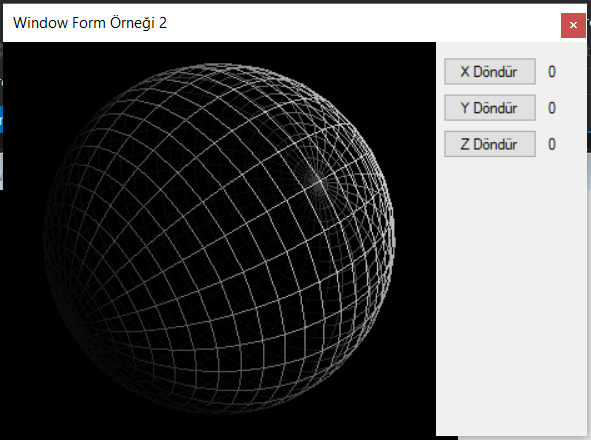 Window Form Örneği 2
X Döndür 0
Y Döndür 0
Z Döndür 0